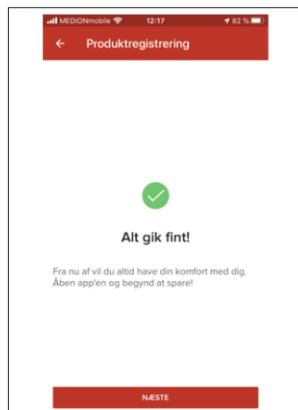 MEDIONmobile 12:17 82 %
← Produktregistrering
Alt gik fint!
Fra nu af vil du altid have din komfort med dig.
Åben app'en og begynd at spare!
NÆSTE